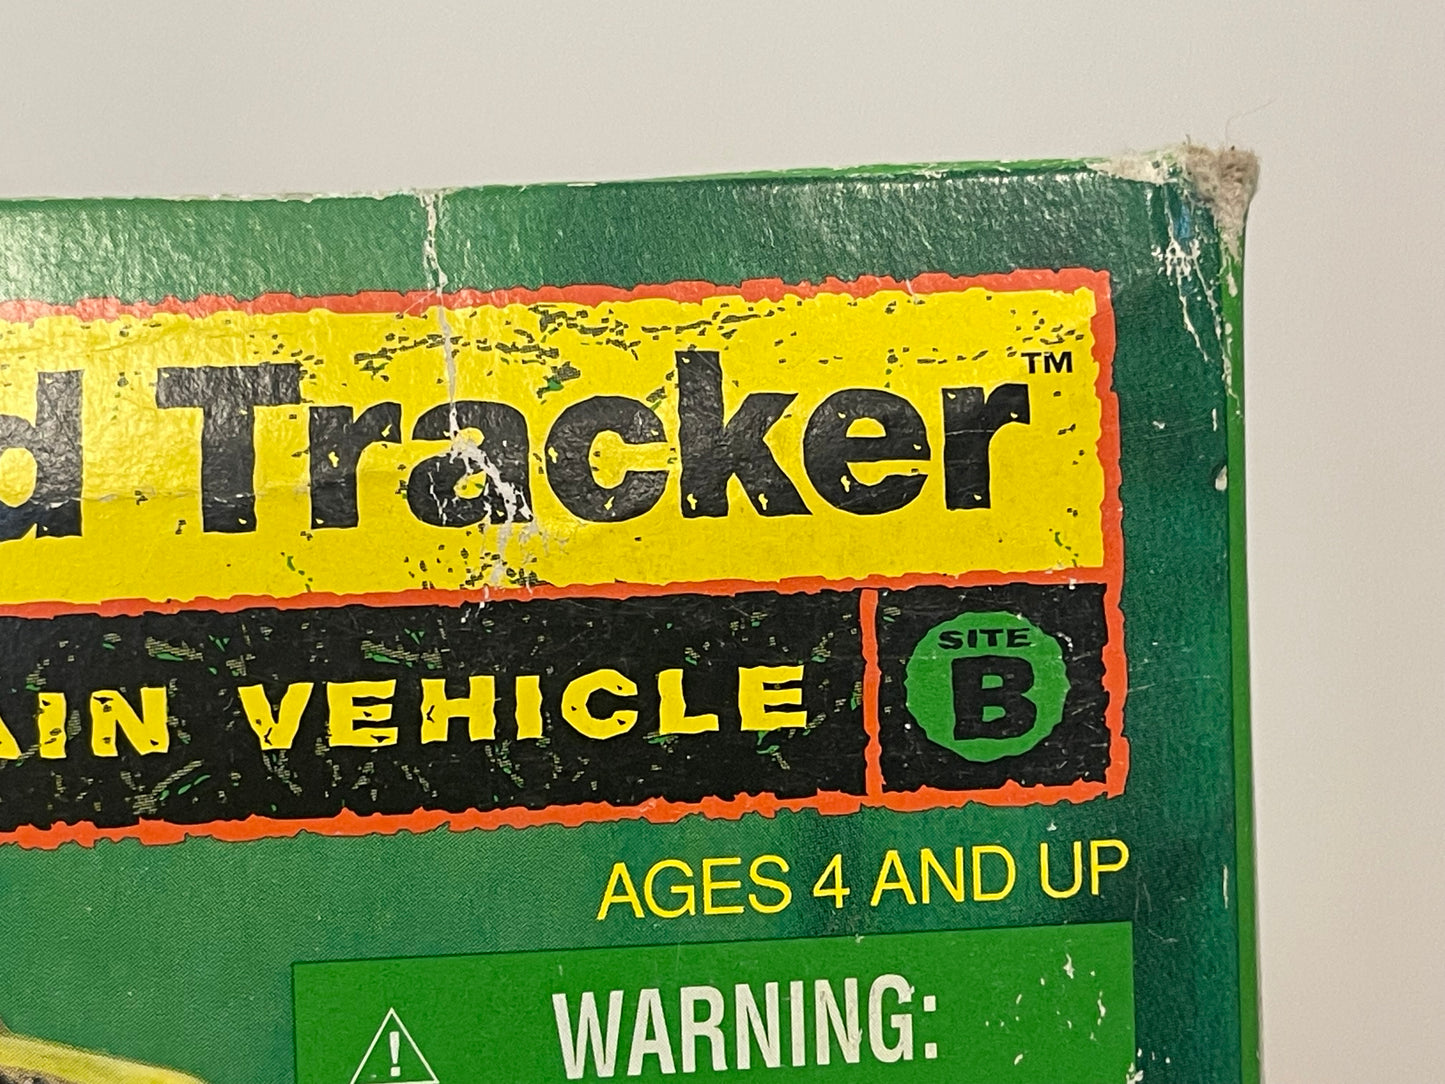 d Tracker™
AIN VEHICLE
SITE
B
AGES 4 AND UP
WARNING: